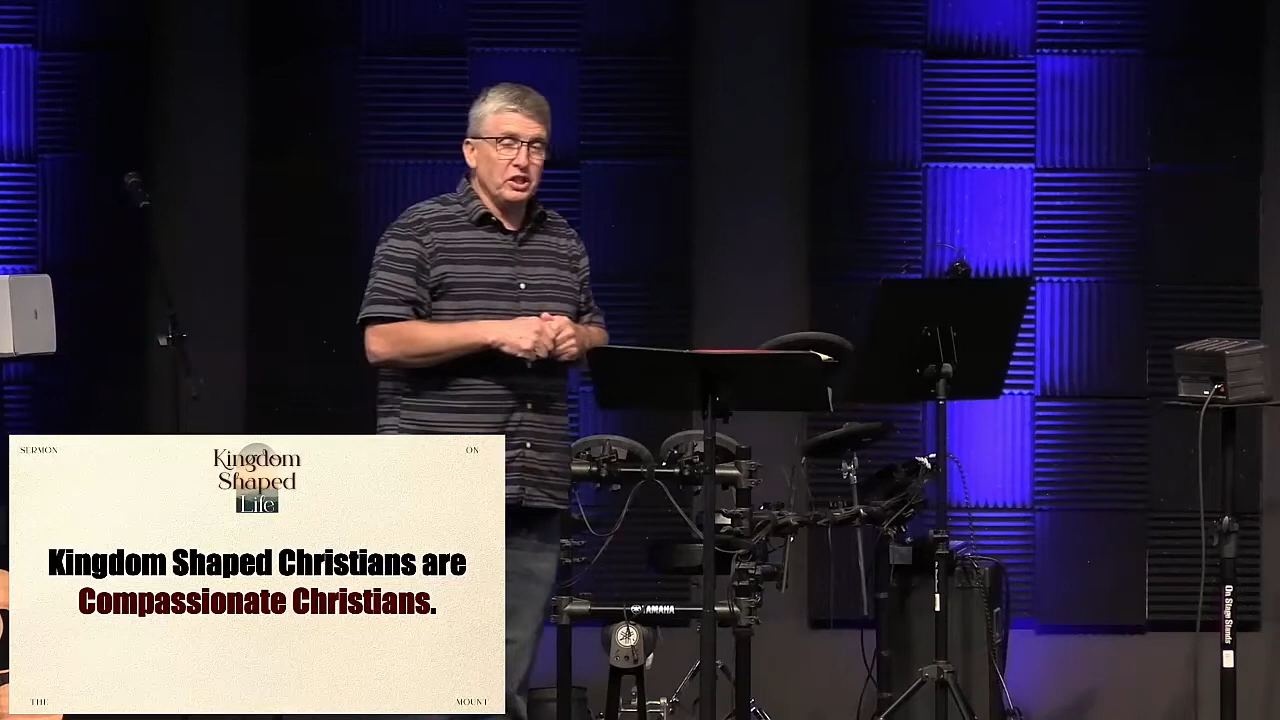 SERMON ON
Kingdom
Shaped
Life
Kingdom Shaped Christians are
Compassionate Christians.
THE MOUNT
YAMAHA
On Stage Stands